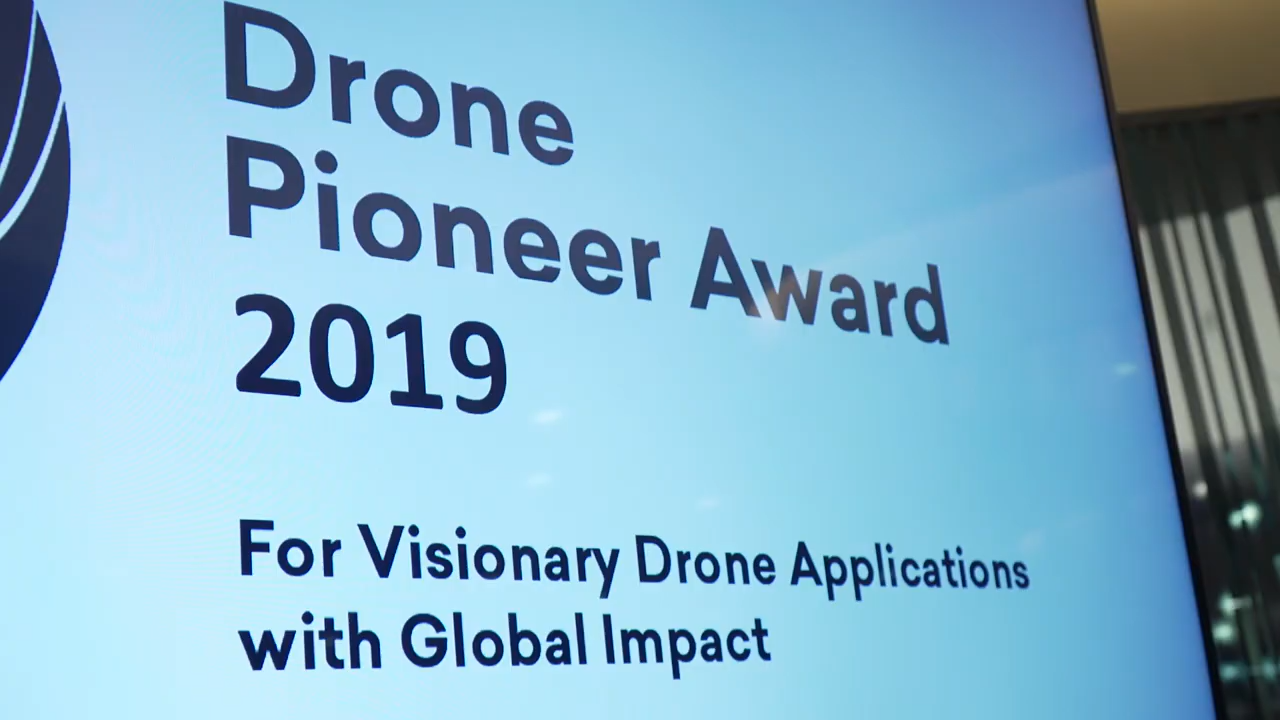 Drone
Pioneer Award
2019
For Visionary Drone Applications
with Global Impact